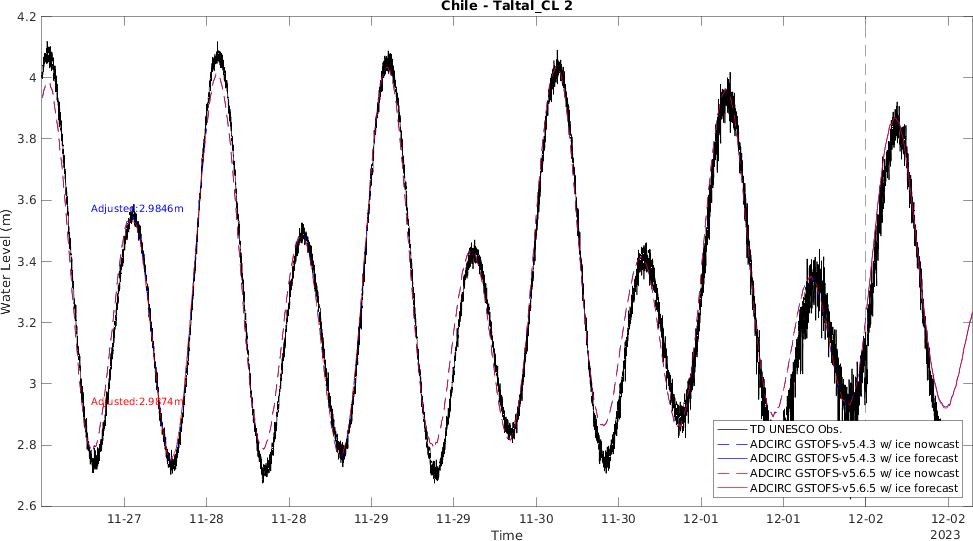 Chile - Taltal_CL 2
4.2
4
3.8
3.6
3.4
3.2
3
2.8
2.6
Water Level (m)
Adjusted:2.9846m
Adjusted:2.9874m
TD UNESCO Obs.
ADCIRC GSTOFS-v5.4.3 w/ ice nowcast
ADCIRC GSTOFS-v5.4.3 w/ ice forecast
ADCIRC GSTOFS-v5.6.5 w/ ice nowcast
ADCIRC GSTOFS-v5.6.5 w/ ice forecast
11-27 11-28 11-28 11-29 11-29 11-30 11-30 12-01 12-01 12-02 12-02
2023
Time